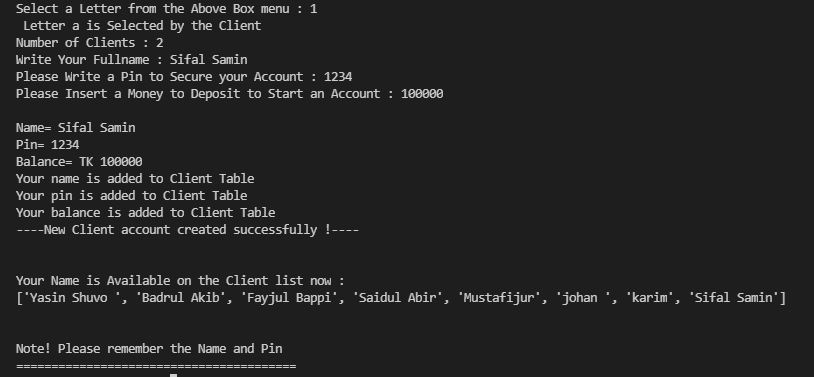 Select a Letter from the Above Box menu : 1
Letter a is Selected by the Client
Number of Clients : 2
Write Your Fullname : Sifal Samin
Please Write a Pin to Secure your Account : 1234
Please Insert a Money to Deposit to Start an Account : 100000
Name= Sifal Samin
Pin= 1234
Balance= TK 100000
Your name is added to Client Table
Your pin is added to Client Table
Your balance is added to Client Table
----New Client account created successfully !----
Your Name is Available on the Client list now :
['Yasin Shuvo ', 'Badrul Akib', 'Fayjul Bappi', 'Saidul Abir', 'Mustafijur', 'johan ', 'karim', 'Sifal Samin']
Note! Please remember the Name and Pin
========================================